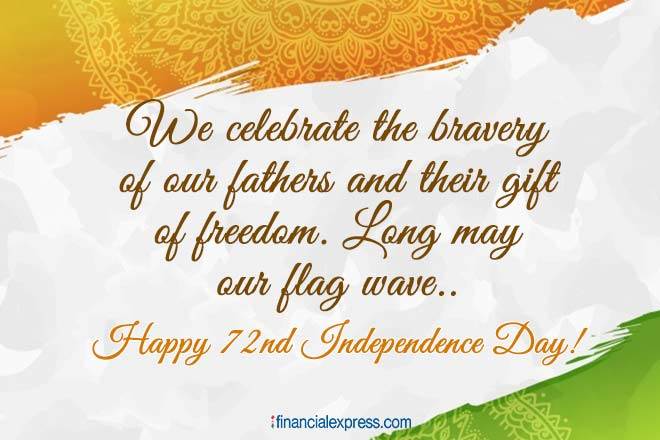 We celebrate the bravery
of our fathers and their gift
of freedom. Long may
our flag wave..
Happy 72nd Independence Day!
financialexpress.com